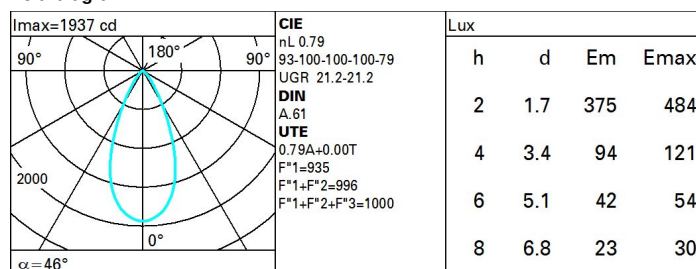 Imax=1937 cd
90° 180° 90°
2000
0°
α=46°
CIE
nL 0.79
93-100-100-100-79
UGR 21.2-21.2
DIN
A.61
UTE
0.79A+0.00T
F"1=935
F"1+F"2=996
F"1+F"2+F"3=1000
Lux
h d Em Emax
2 1.7 375 484
4 3.4 94 121
6 5.1 42 54
8 6.8 23 30